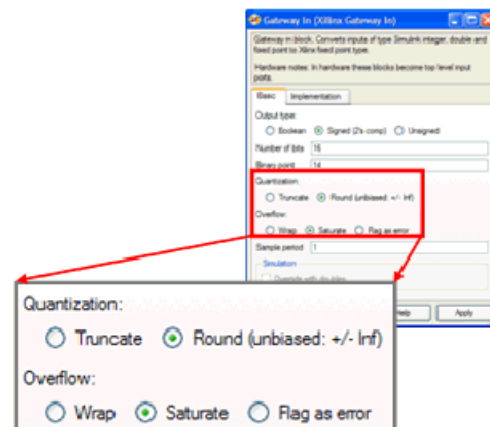 Gateway In (Xilinx Gateway In)
Gateway in block. Converts inputs of type Simulink integer, double and
fixed point to Xilinx fixed point type.
Hardware notes: In hardware these blocks become top level input
ports.
Basic Implementation
Output type:
Boolean Signed (2's comp) Unsigned
Number of bits 16
Binary point 14
Quantization:
Truncate Round (unbiased: +/- Inf)
Overflow:
Wrap Saturate Flag as error
Sample period 1
Simulation
Override with doubles
Help Apply
Quantization:
Truncate Round (unbiased: +/- Inf)
Overflow:
Wrap Saturate Flag as error